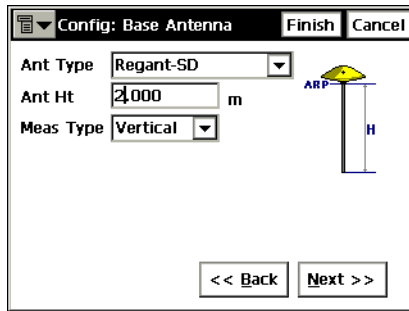 Config: Base Antenna Finish Cancel
Ant Type Regant-SD
Ant Ht 2.000 m
Meas Type Vertical
ARP
H
<< Back Next >>